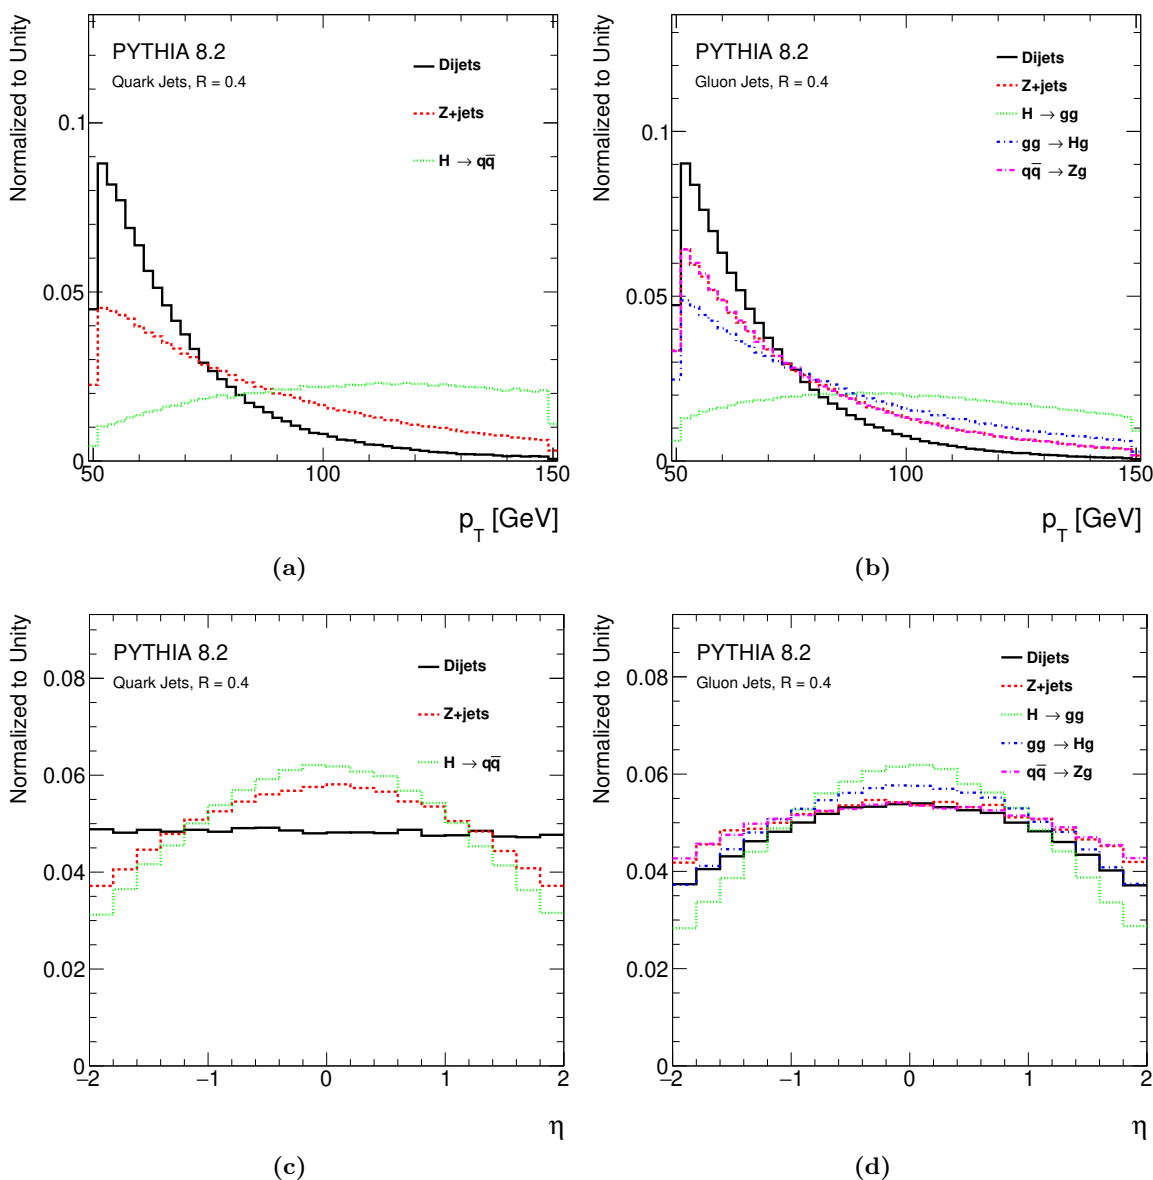 Normalized to Unity
PYTHIA 8.2
Quark Jets, R = 0.4
Dijets
Z+jets
H → qq̅
0.1
0.05
0
50
100
150
p_T [GeV]
(a)
Normalized to Unity
PYTHIA 8.2
Gluon Jets, R = 0.4
Dijets
Z+jets
H → gg
gg → Hg
qq̅ → Zg
0.1
0.05
0
50
100
150
p_T [GeV]
(b)
Normalized to Unity
PYTHIA 8.2
Quark Jets, R = 0.4
Dijets
Z+jets
H → qq̅
0.08
0.06
0.04
0.02
0
−2
−1
0
1
2
η
(c)
Normalized to Unity
PYTHIA 8.2
Gluon Jets, R = 0.4
Dijets
Z+jets
H → gg
gg → Hg
qq̅ → Zg
0.08
0.06
0.04
0.02
0
−2
−1
0
1
2
η
(d)